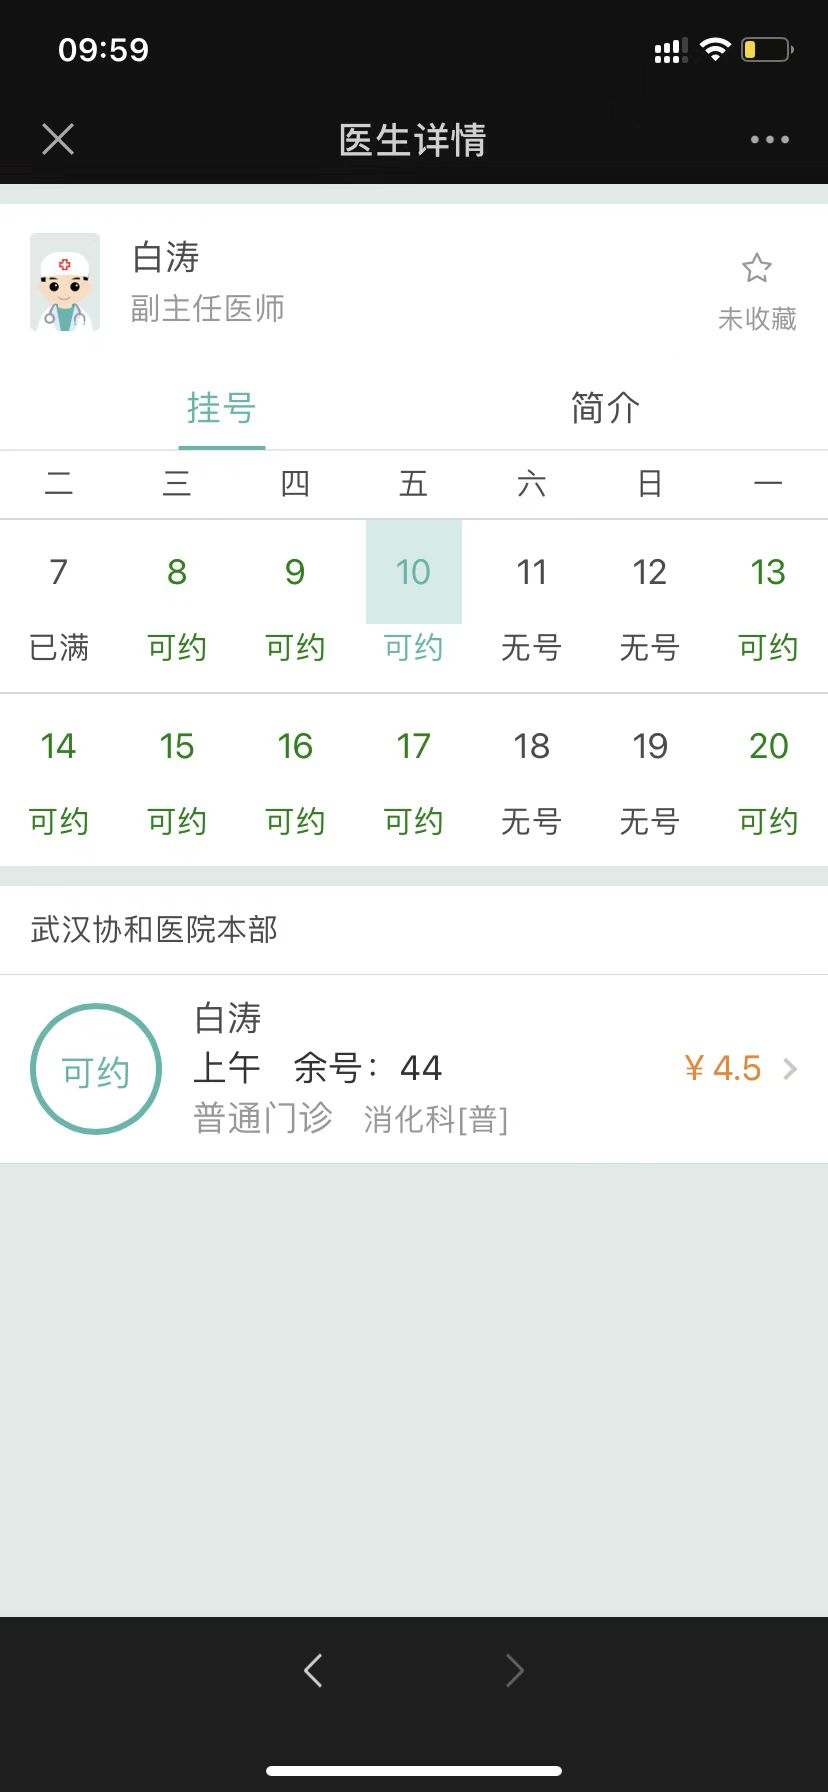 09:59
医生详情
白涛
副主任医师
未收藏
挂号 简介
二 三 四 五 六 日 一
7 8 9 10 11 12 13
已满 可约 可约 可约 无号 无号 可约
14 15 16 17 18 19 20
可约 可约 可约 可约 无号 无号 可约
武汉协和医院本部
可约
白涛
上午 余号：44
¥ 4.5
普通门诊 消化科[普]